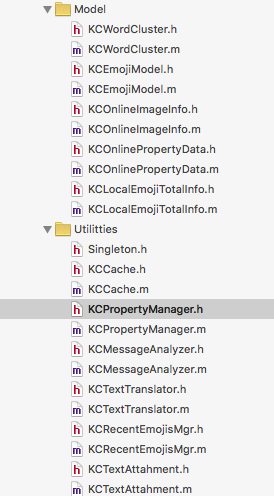 Model
h KCWordCluster.h
m KCWordCluster.m
h KCEmojiModel.h
m KCEmojiModel.m
h KCOnlineImageInfo.h
m KCOnlineImageInfo.m
h KCOnlinePropertyData.h
m KCOnlinePropertyData.m
h KCLocalEmojiTotalInfo.h
m KCLocalEmojiTotalInfo.m
Utilitties
h Singleton.h
h KCCache.h
m KCCache.m
h KCPropertyManager.h
m KCPropertyManager.m
h KCMessageAnalyzer.h
m KCMessageAnalyzer.m
h KCTextTranslator.h
m KCTextTranslator.m
h KCRecentEmojisMgr.h
m KCRecentEmojisMgr.m
h KCTextAttahment.h
m KCTextAttahment.m